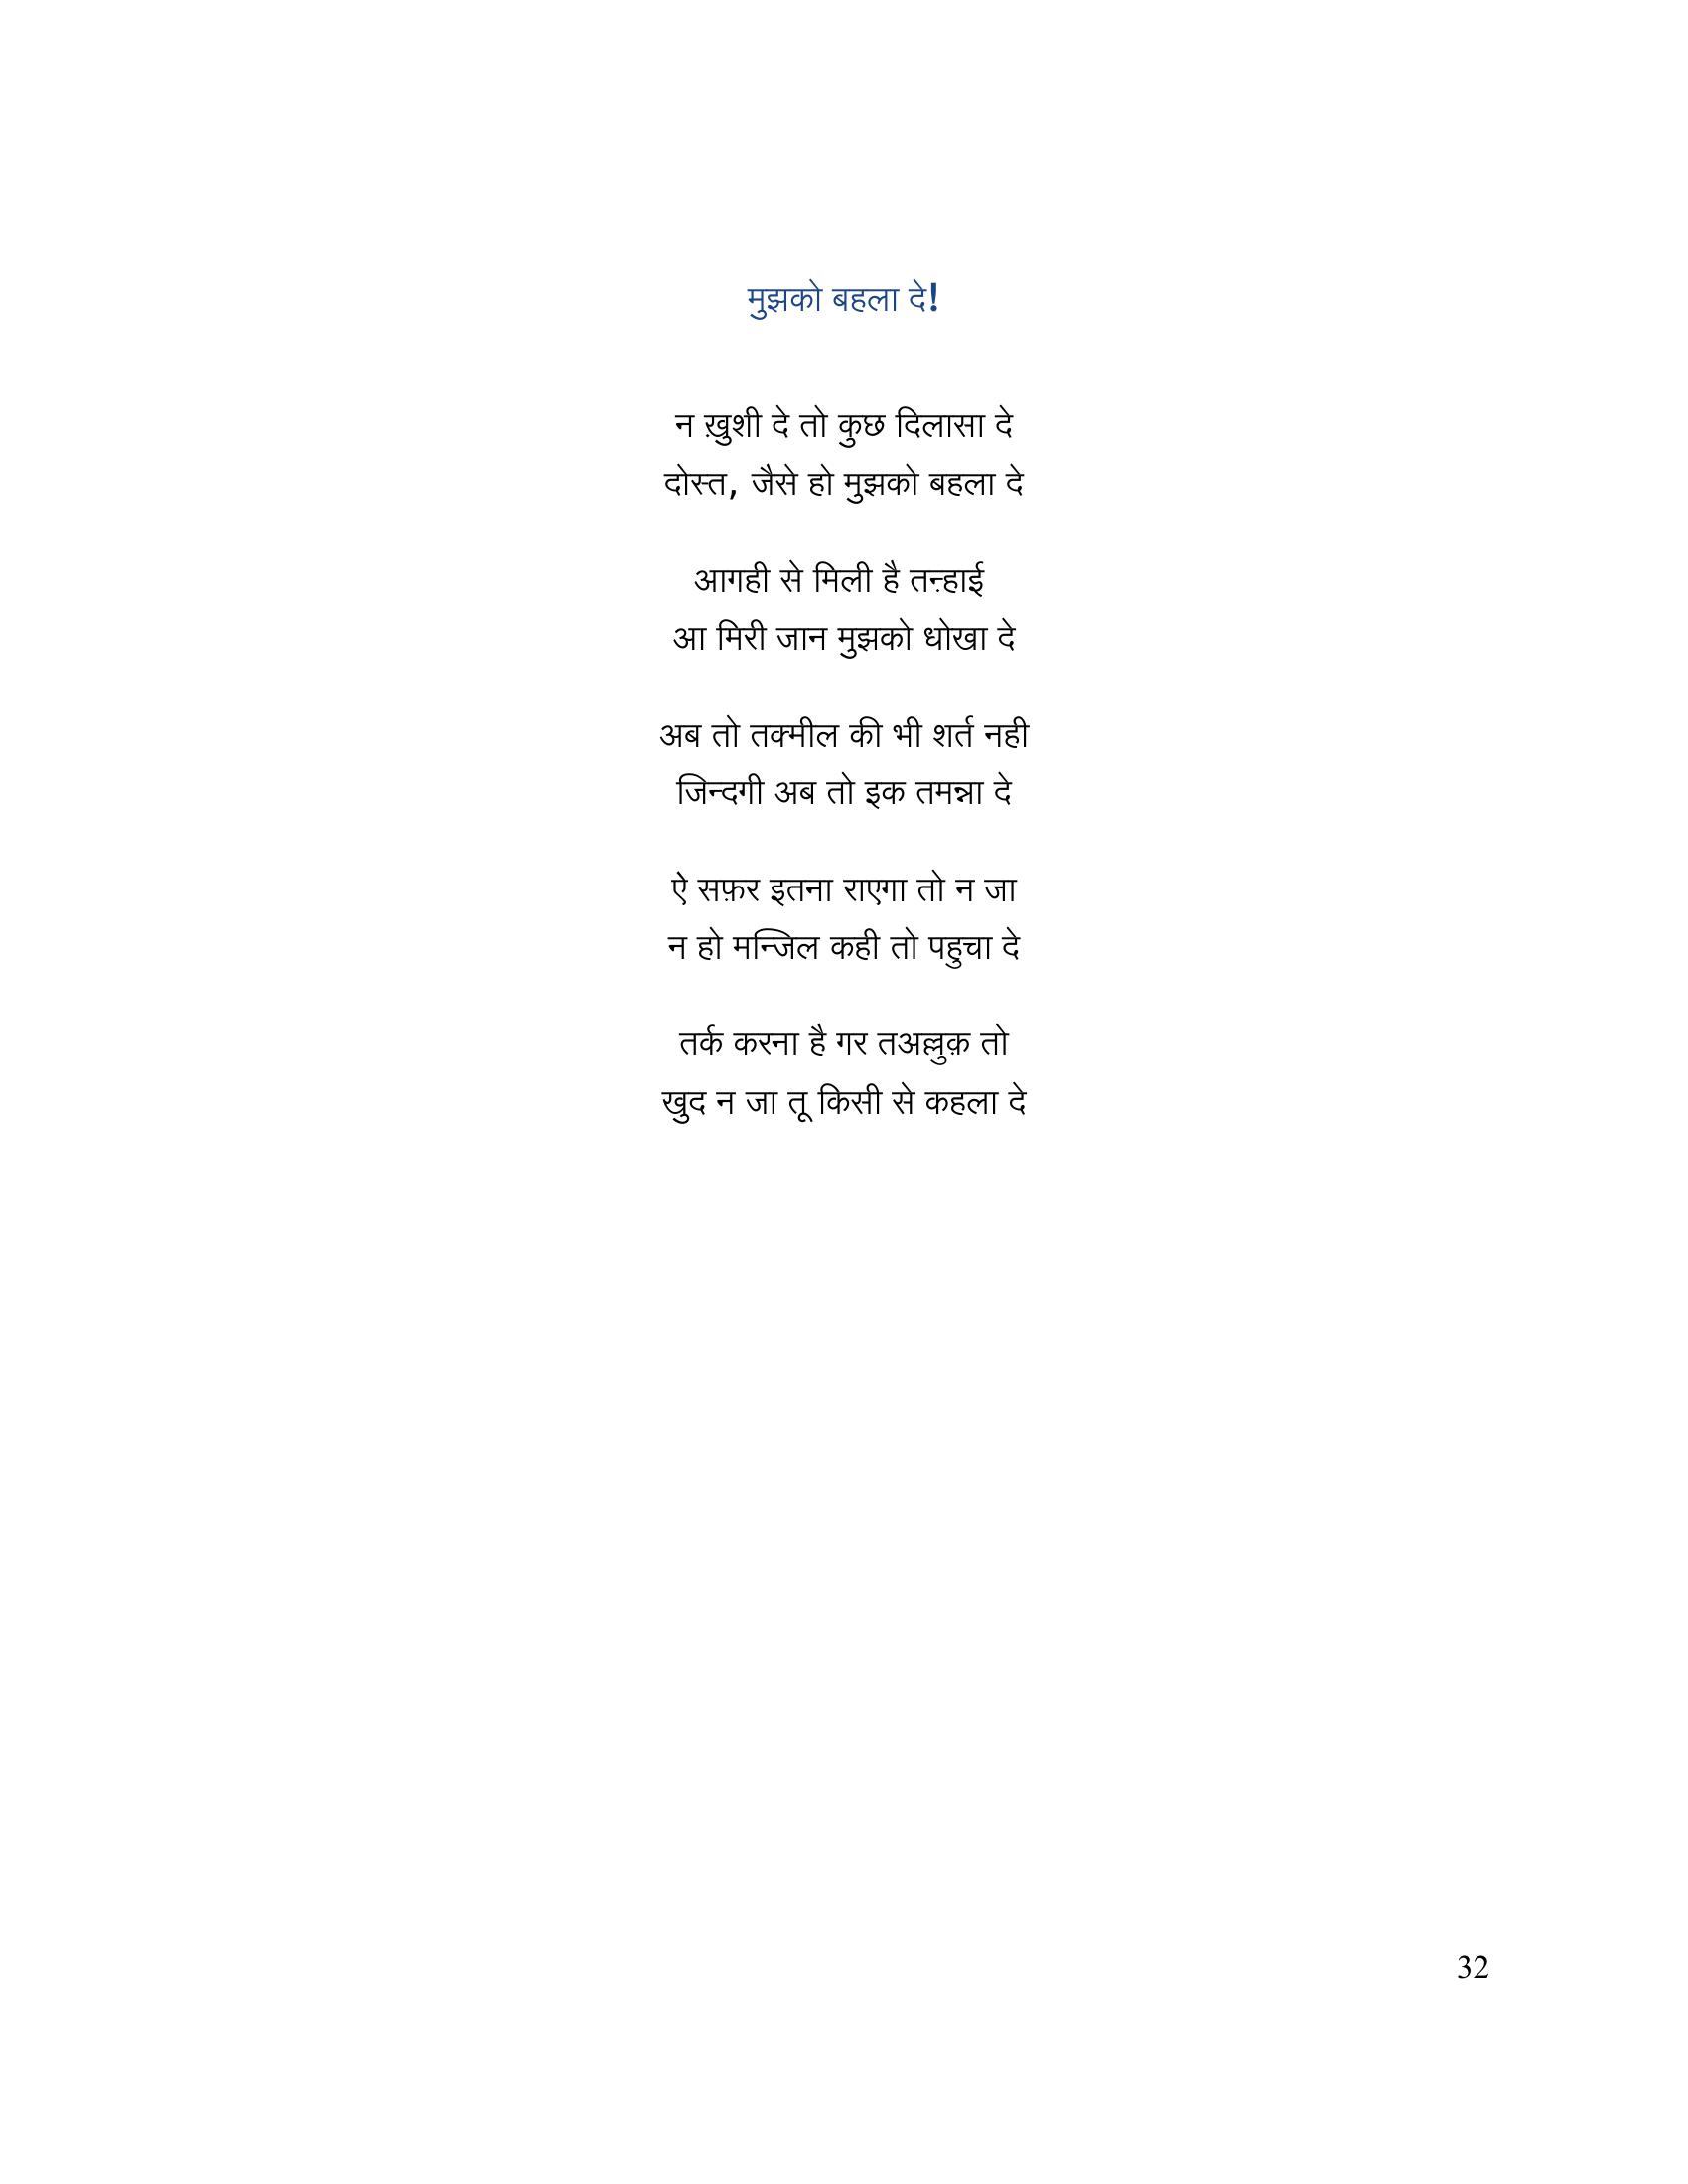 मुझको बहला दे!
न ख़ुशी दे तो कुछ दिलासा दे
दोस्त, जैसे हो मुझको बहला दे
आगही से मिली है तऩ्हाई
आ मिरी जान मुझको धोखा दे
अब तो तक्मील की भी शर्त नही
जिन्दगी अब तो इक तमन्ना दे
ऐ सफ़र इतना राएगा तो न जा
न हो मन्जिल कही तो पहुचा दे
तर्क करना है गर तअल्लुक़ तो
खुद न जा तू किसी से कहला दे
32